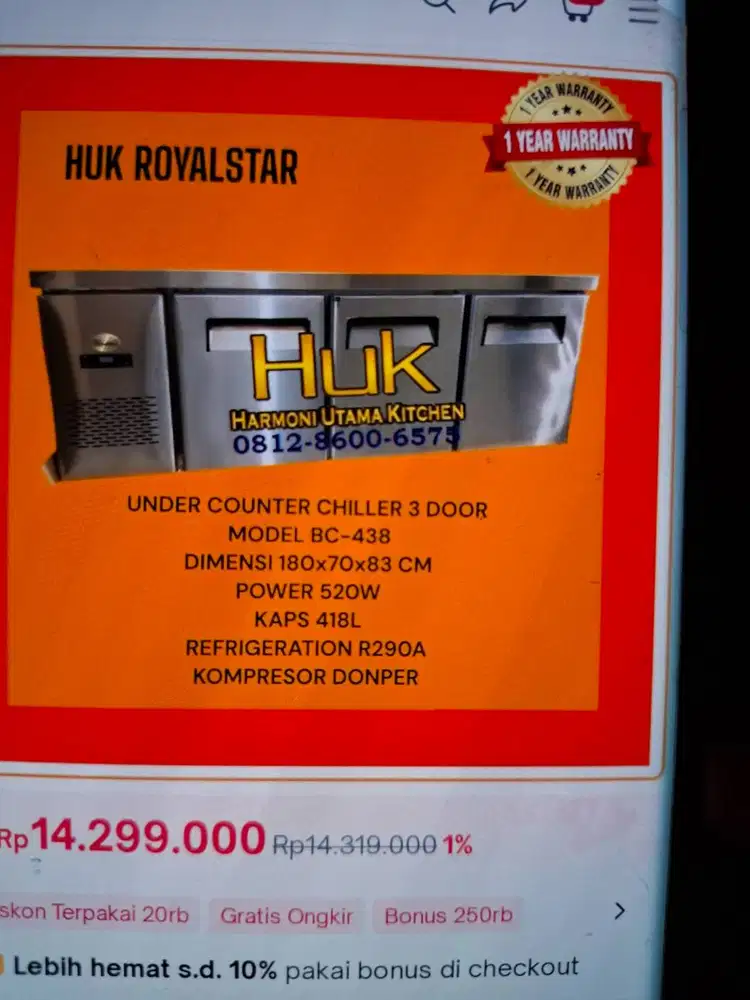 HUK ROYALSTAR
1 YEAR WARRANTY
1 YEAR WARRANTY
1 YEAR WARRANTY
Huk
HARMONI UTAMA KITCHEN
0812-8600-6575
UNDER COUNTER CHILLER 3 DOOR
MODEL BC-438
DIMENSI 180x70x83 CM
POWER 520W
KAPS 418L
REFRIGERATION R290A
KOMPRESOR DONPER
Rp14.299.000 Rp14.319.000 1%
skon Terpakai 20rb Gratis Ongkir Bonus 250rb
Lebih hemat s.d. 10% pakai bonus di checkout